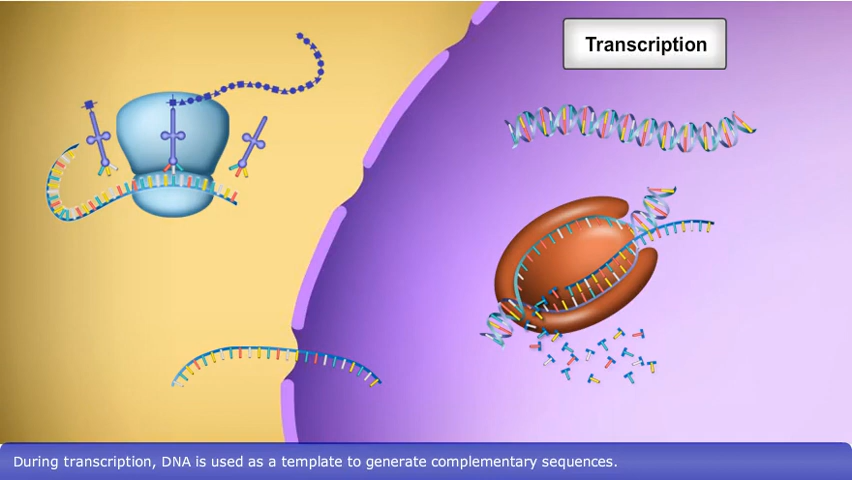 Transcription
During transcription, DNA is used as a template to generate complementary sequences.